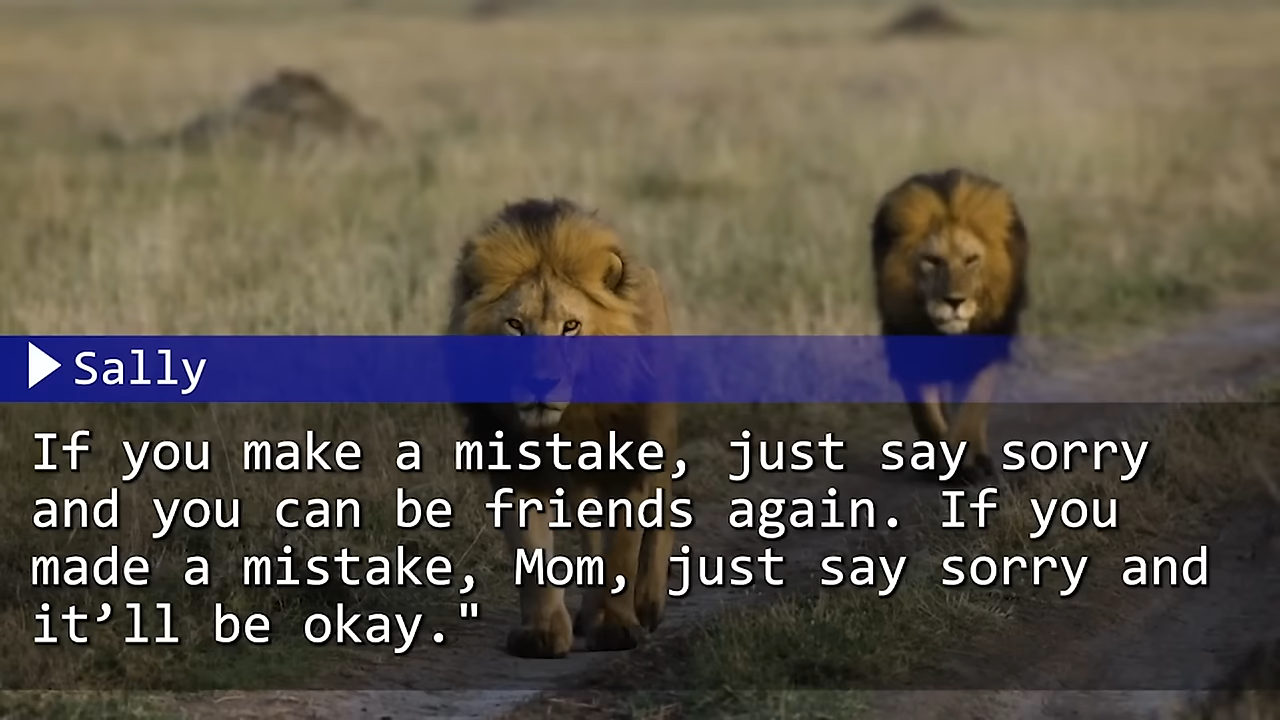 Sally
If you make a mistake, just say sorry
and you can be friends again. If you
made a mistake, Mom, just say sorry and
it’ll be okay."